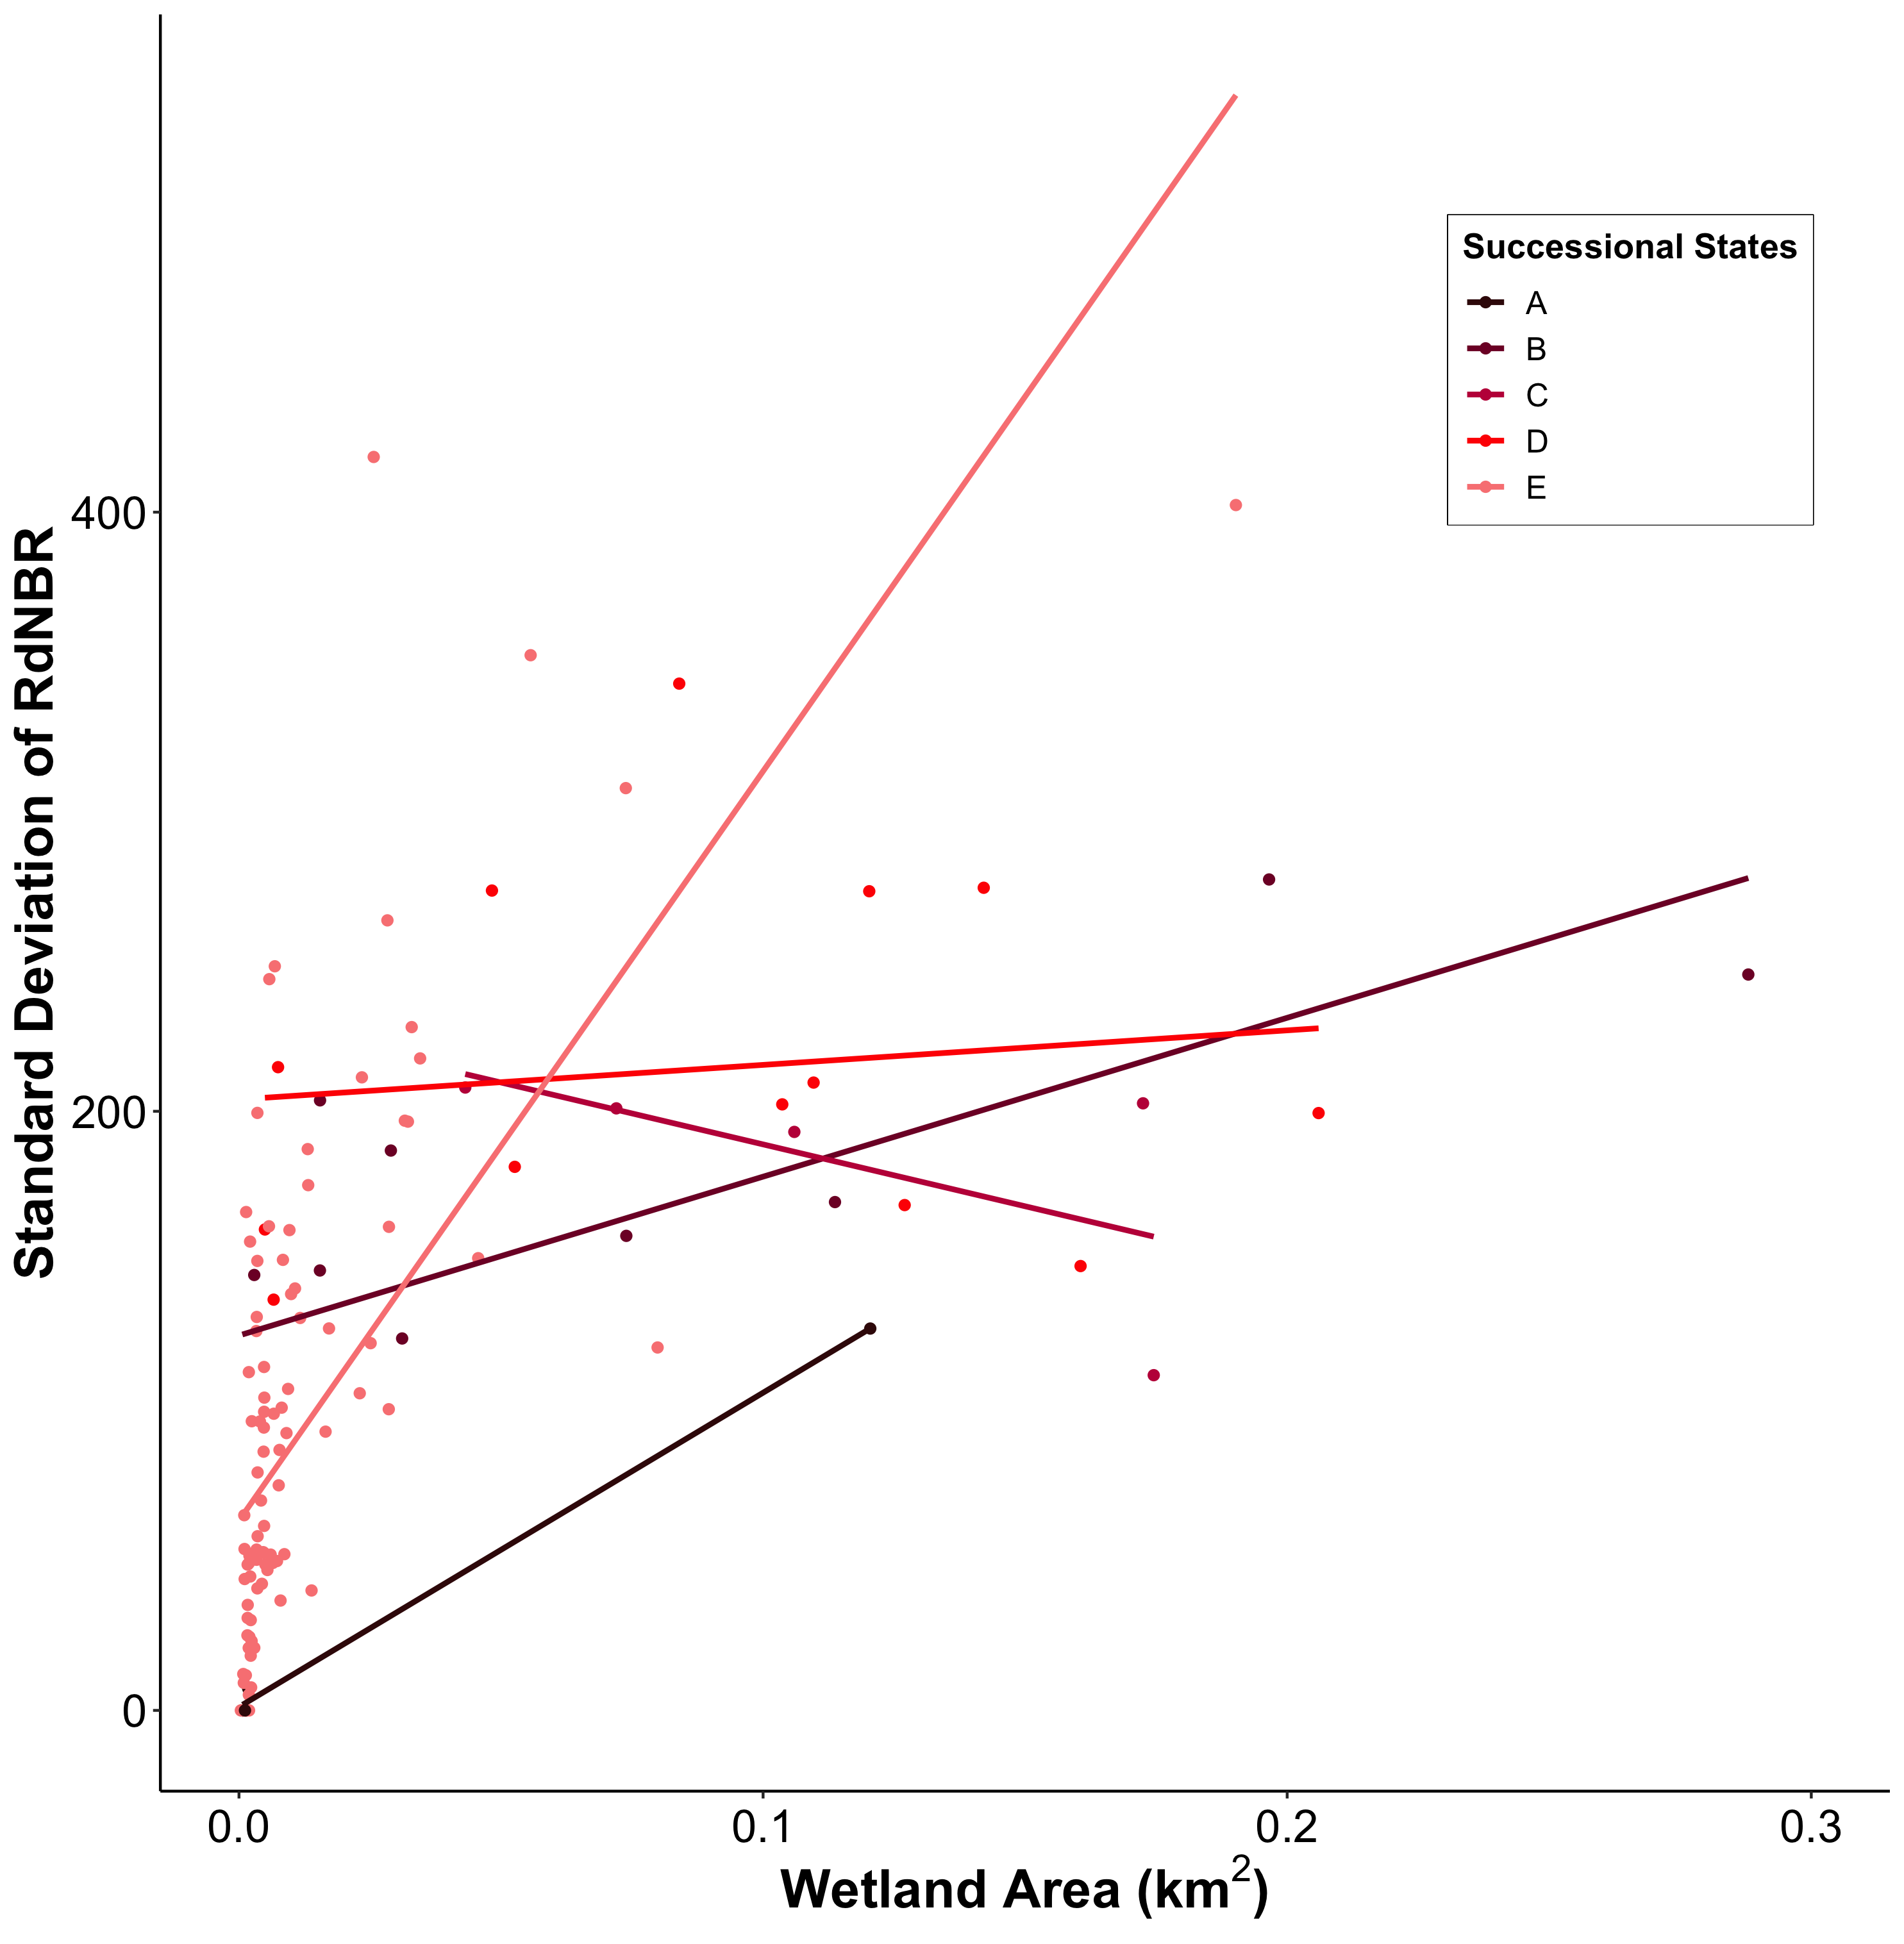 Standard Deviation of RdNBR
400
200
0
Successional States
A
B
C
D
E
0.0 0.1 0.2 0.3
Wetland Area (km²)